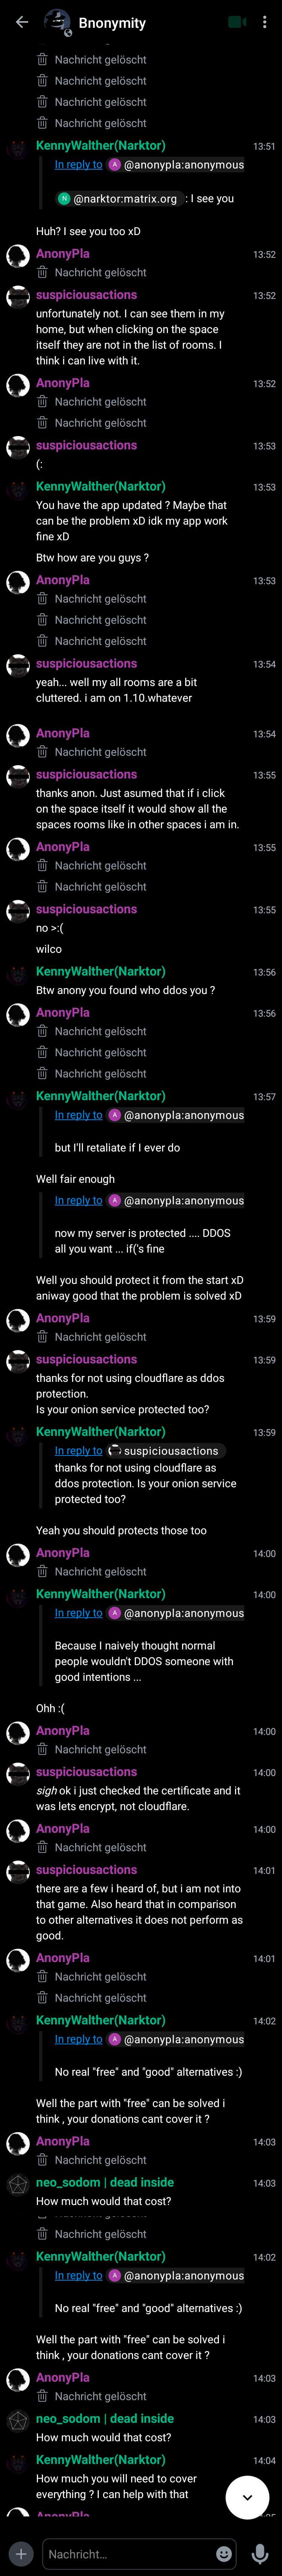 Bnonymity
Nachricht gelöscht
Nachricht gelöscht
Nachricht gelöscht
Nachricht gelöscht
KennyWalther(Narktor) 13:51
In reply to A @anonypla:anonymous
N @narktor:matrix.org : I see you
Huh? I see you too xD
AnonyPla 13:52
Nachricht gelöscht
suspiciousactions 13:52
unfortunately not. I can see them in my
home, but when clicking on the space
itself they are not in the list of rooms. I
think i can live with it.
AnonyPla 13:52
Nachricht gelöscht
Nachricht gelöscht
suspiciousactions 13:53
(:
KennyWalther(Narktor) 13:53
You have the app updated ? Maybe that
can be the problem xD idk my app work
fine xD
Btw how are you guys ?
AnonyPla 13:53
Nachricht gelöscht
Nachricht gelöscht
Nachricht gelöscht
suspiciousactions 13:54
yeah... well my all rooms are a bit
cluttered. i am on 1.10.whatever
AnonyPla 13:54
Nachricht gelöscht
suspiciousactions 13:55
thanks anon. Just asumed that if i click
on the space itself it would show all the
spaces rooms like in other spaces i am in.
AnonyPla 13:55
Nachricht gelöscht
Nachricht gelöscht
suspiciousactions 13:55
no >:(
wilco
KennyWalther(Narktor) 13:56
Btw anony you found who ddos you ?
AnonyPla 13:56
Nachricht gelöscht
Nachricht gelöscht
Nachricht gelöscht
KennyWalther(Narktor) 13:57
In reply to A @anonypla:anonymous
but I'll retaliate if I ever do
Well fair enough
In reply to A @anonypla:anonymous
now my server is protected .... DDOS
all you want ... if('s fine
Well you should protect it from the start xD
aniway good that the problem is solved xD
AnonyPla 13:59
Nachricht gelöscht
suspiciousactions 13:59
thanks for not using cloudflare as ddos
protection.
Is your onion service protected too?
KennyWalther(Narktor) 13:59
In reply to suspiciousactions
thanks for not using cloudflare as
ddos protection. Is your onion service
protected too?
Yeah you should protects those too
AnonyPla 14:00
Nachricht gelöscht
KennyWalther(Narktor) 14:00
In reply to A @anonypla:anonymous
Because I naively thought normal
people wouldn't DDOS someone with
good intentions ...
Ohh :(
AnonyPla 14:00
Nachricht gelöscht
suspiciousactions 14:00
sigh ok i just checked the certificate and it
was lets encrypt, not cloudflare.
AnonyPla 14:00
Nachricht gelöscht
suspiciousactions 14:01
there are a few i heard of, but i am not into
that game. Also heard that in comparison
to other alternatives it does not perform as
good.
AnonyPla 14:01
Nachricht gelöscht
Nachricht gelöscht
KennyWalther(Narktor) 14:02
In reply to A @anonypla:anonymous
No real "free" and "good" alternatives :)
Well the part with "free" can be solved i
think , your donations cant cover it ?
AnonyPla 14:03
Nachricht gelöscht
neo_sodom | dead inside 14:03
How much would that cost?
Nachricht gelöscht
KennyWalther(Narktor) 14:02
In reply to A @anonypla:anonymous
No real "free" and "good" alternatives :)
Well the part with "free" can be solved i
think , your donations cant cover it ?
AnonyPla 14:03
Nachricht gelöscht
neo_sodom | dead inside 14:03
How much would that cost?
KennyWalther(Narktor) 14:04
How much you will need to cover
everything ? I can help with that
AnonyPla
Nachricht...